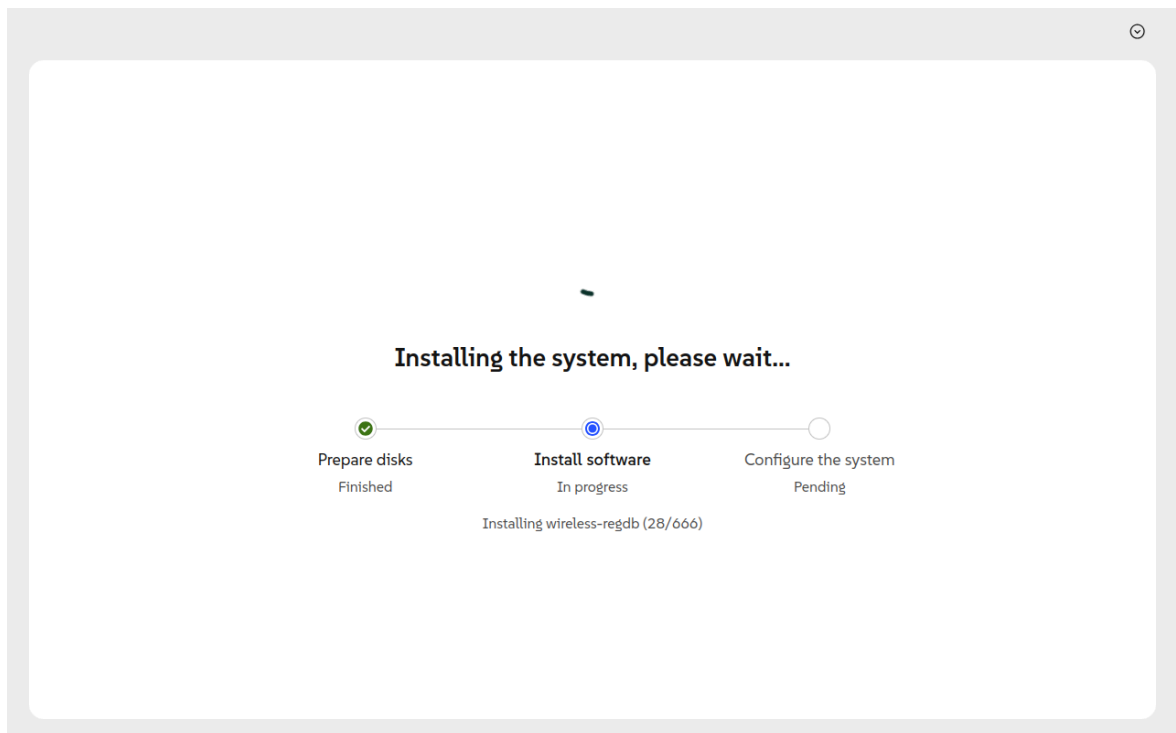 Installing the system, please wait...
Prepare disks
Finished
Install software
In progress
Configure the system
Pending
Installing wireless-regdb (28/666)